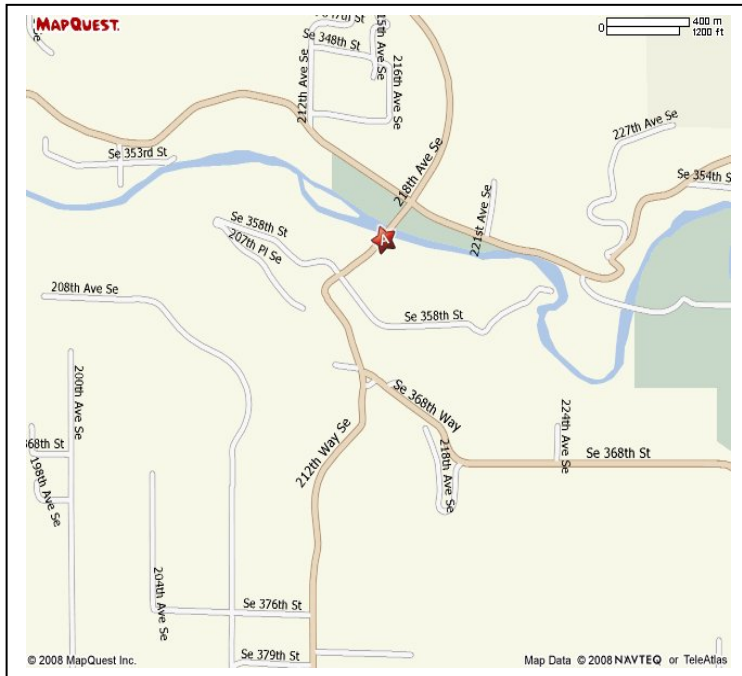 MAPQUEST.
0 400 m
1200 ft
Se 348th St
215th Ave Se
216th Ave Se
212th Ave Se
218th Ave Se
227th Ave Se
Se 353rd St
Se 354th S
221st Ave Se
A
Se 358th St
207th Pl Se
208th Ave Se
Se 358th St
200th Ave Se
Se 368th Way
224th Ave Se
368th St
198th Ave Se
212th Way Se
218th Ave Se
Se 368th St
204th Ave Se
Se 376th St
Se 379th St
© 2008 MapQuest Inc.
Map Data © 2008 NAVTEQ or TeleAtlas